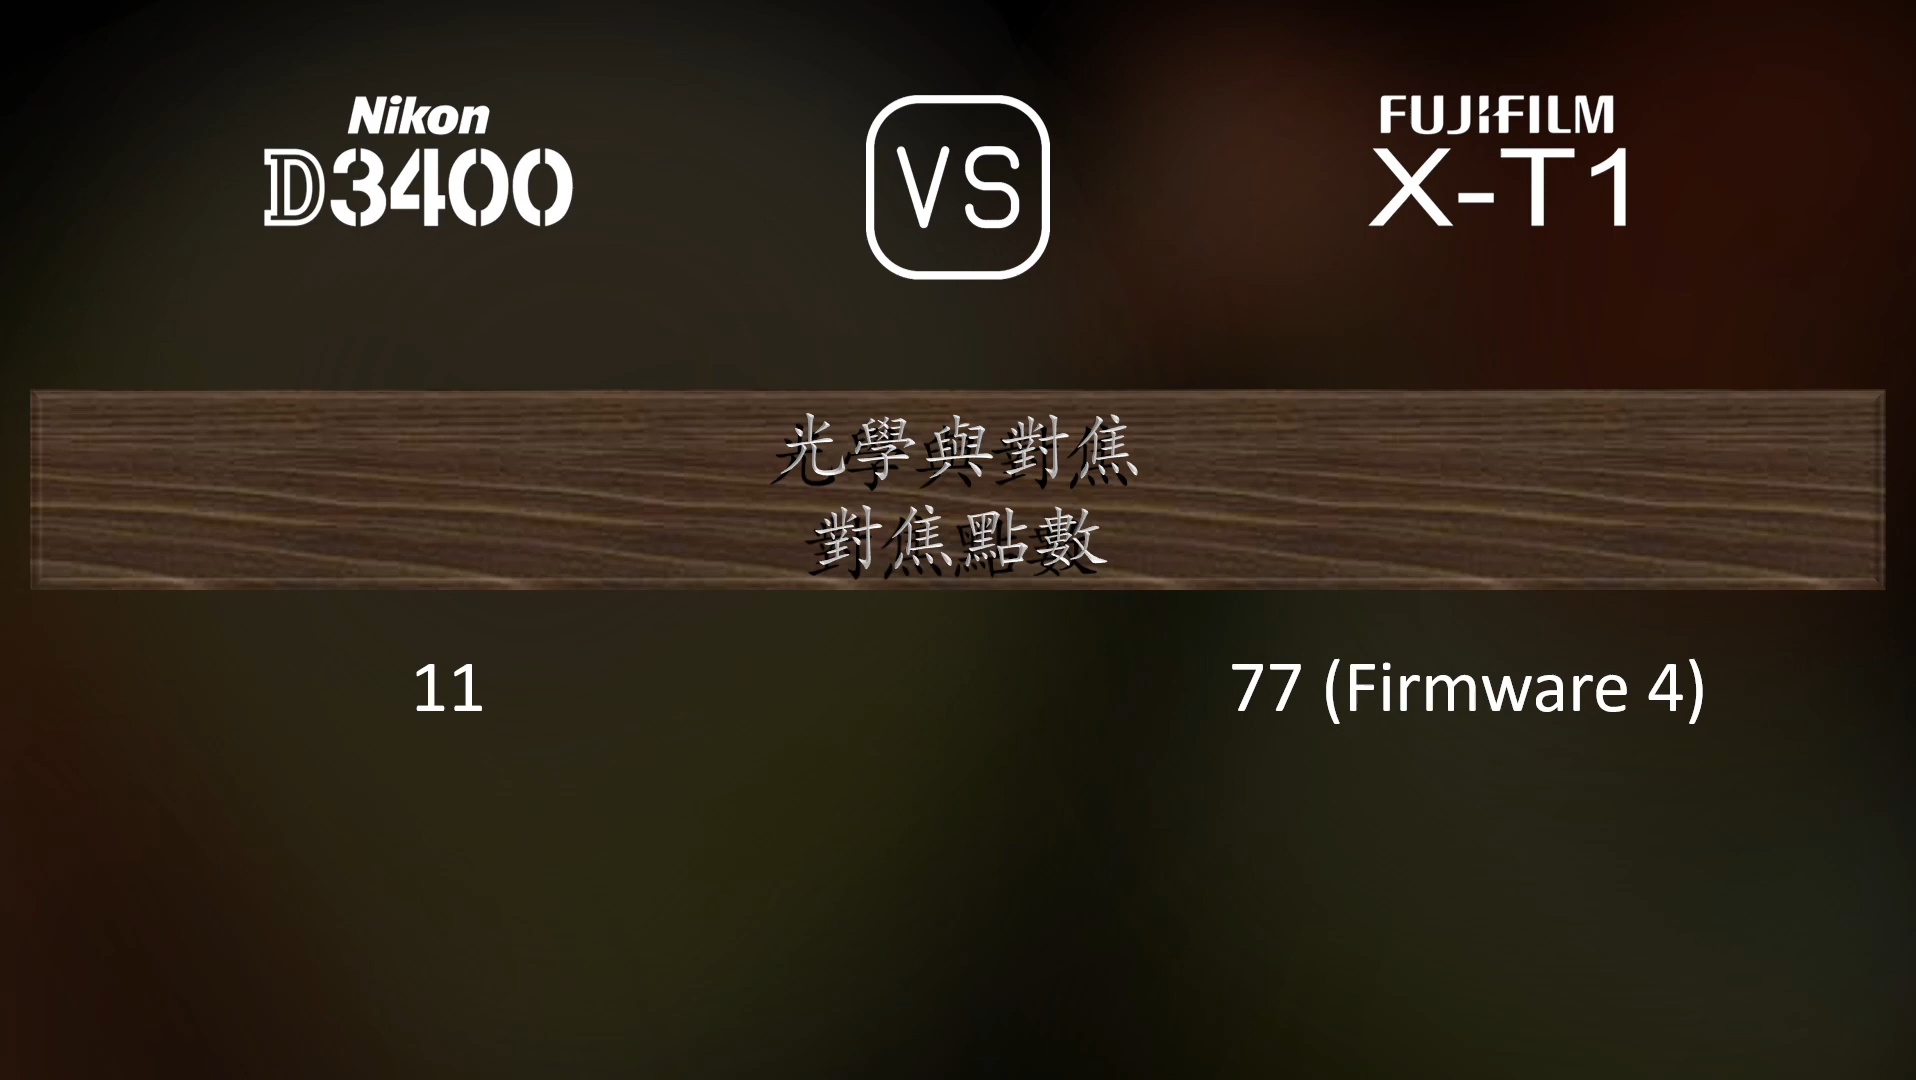 Nikon
D3400
VS
FUJIFILM
X-T1
光學與對焦
對焦點數
11
77 (Firmware 4)